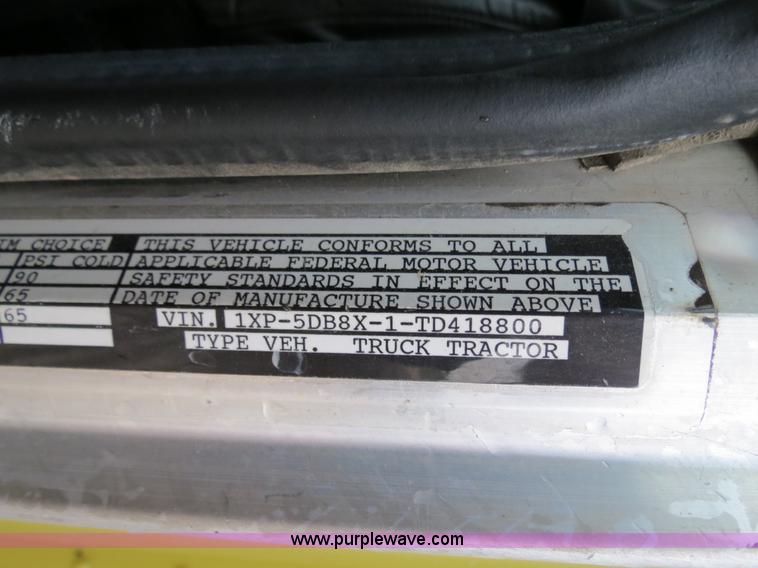 IM CHOICE THIS VEHICLE CONFORMS TO ALL
PSI COLD APPLICABLE FEDERAL MOTOR VEHICLE
90 SAFETY STANDARDS IN EFFECT ON THE
65 DATE OF MANUFACTURE SHOWN ABOVE
65 VIN. 1XP-5DB8X-1-TD418800
TYPE VEH. TRUCK TRACTOR
www.purplewave.com